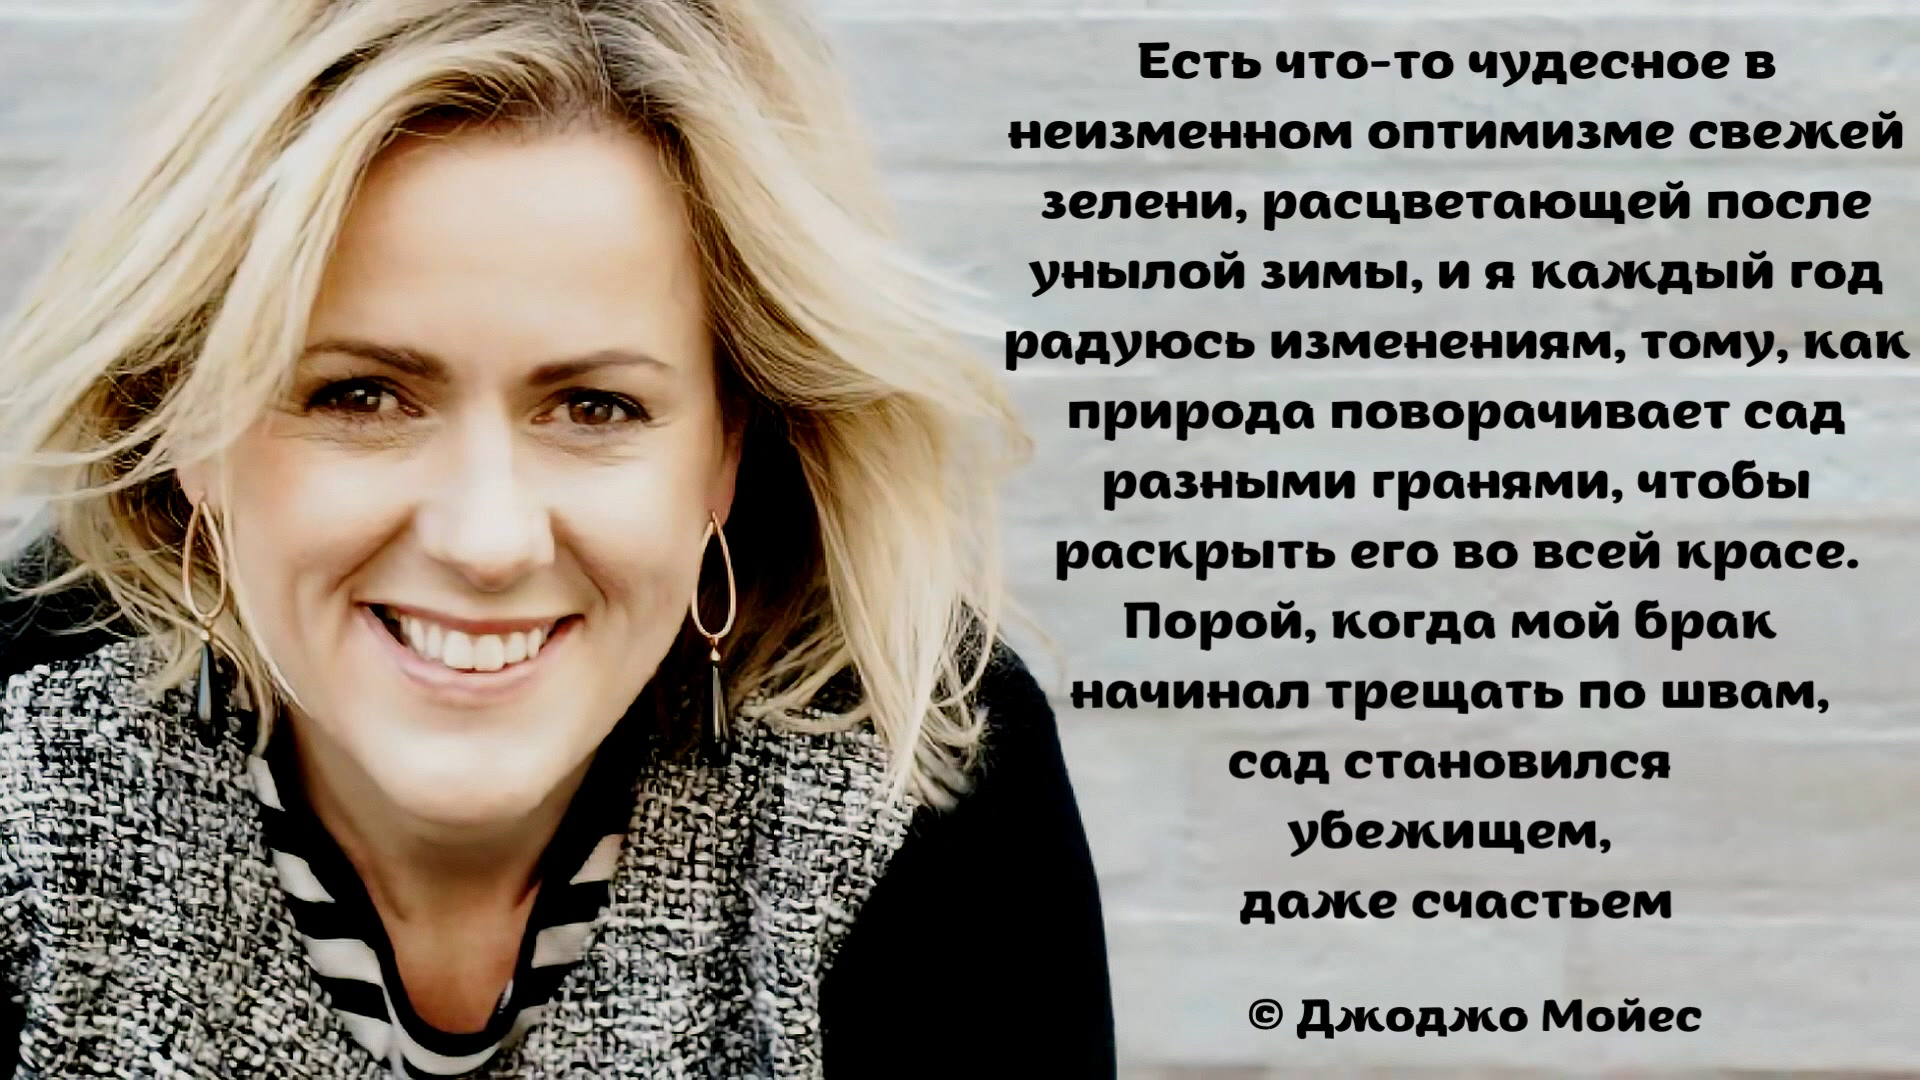 Есть что-то чудесное в
неизменном оптимизме свежей
зелени, расцветающей после
унылой зимы, и я каждый год
радуюсь изменениям, тому, как
природа поворачивает сад
разными гранями, чтобы
раскрыть его во всей красе.
Порой, когда мой брак
начинал трещать по швам,
сад становился
убежищем,
даже счастьем
© Джоджо Мойес